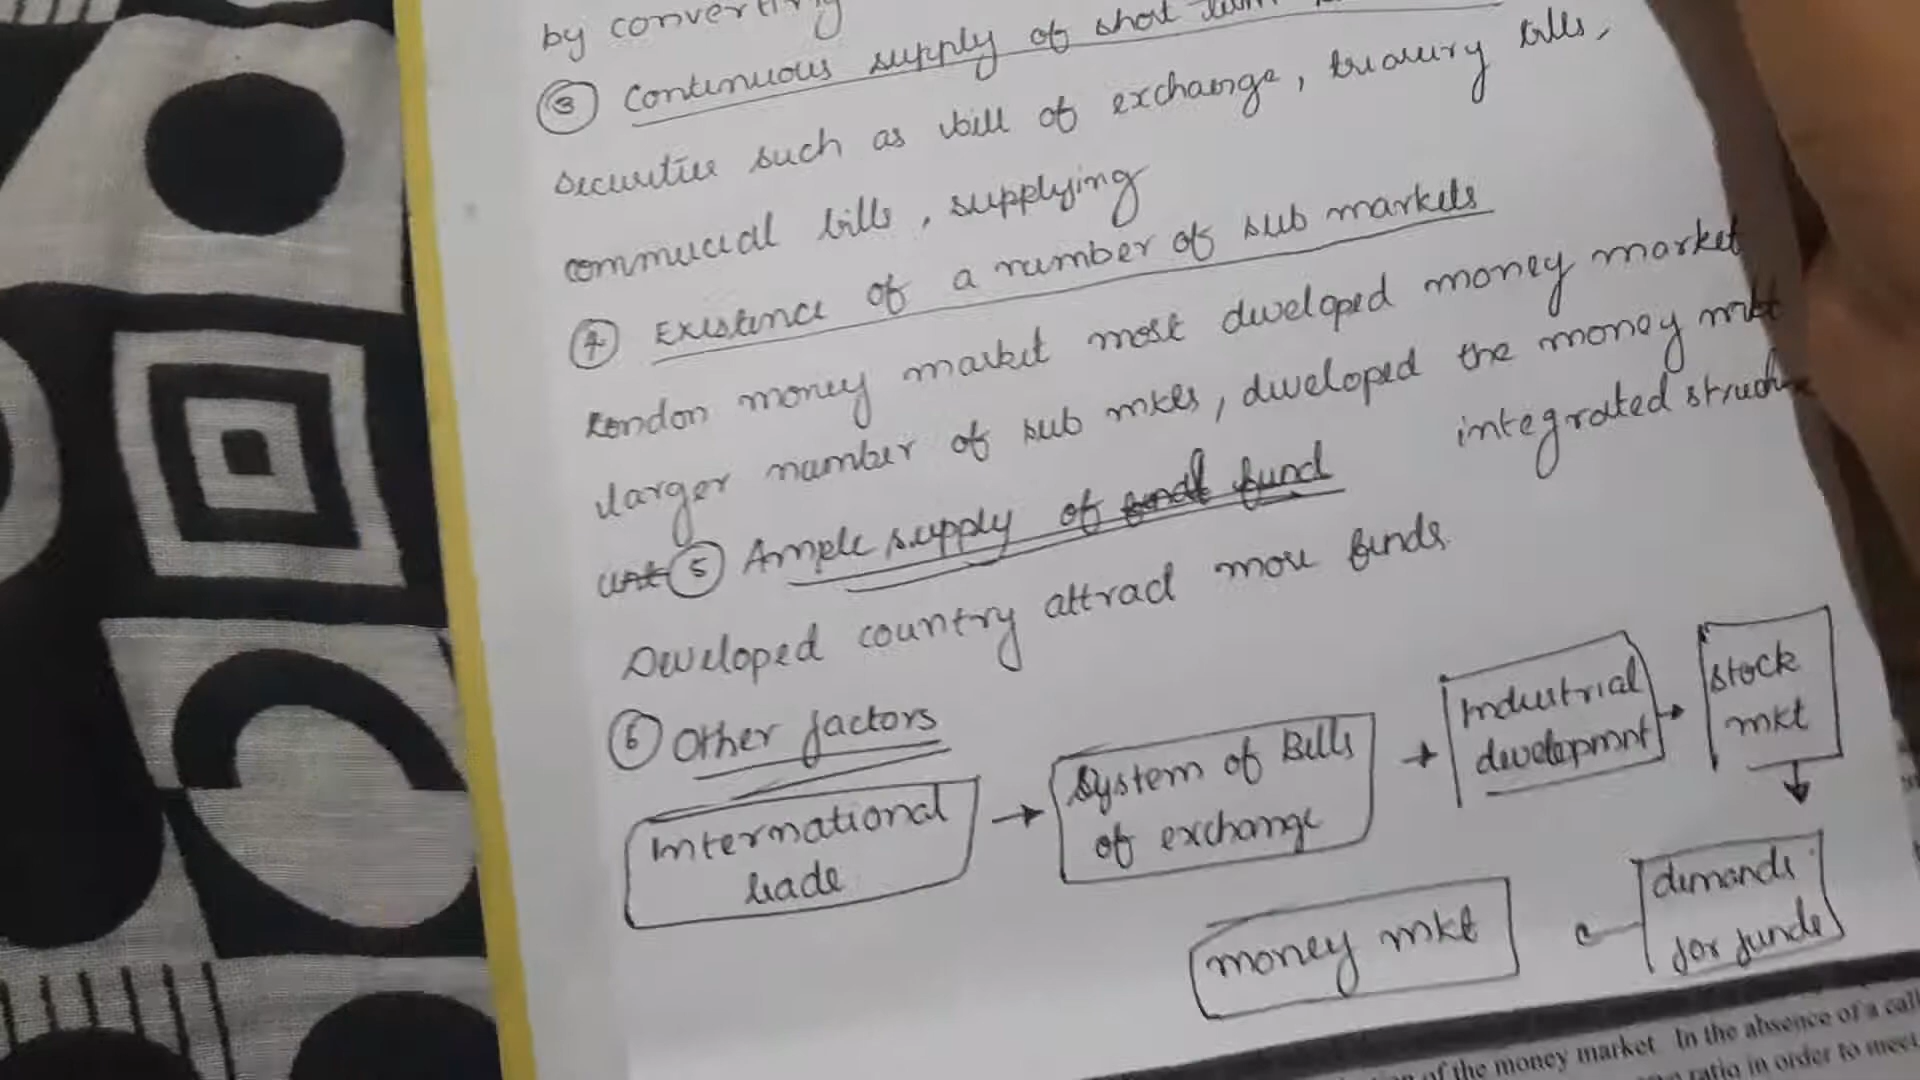 by converting
③ Continuous supply of short term
securities such as bill of exchange, treasury bills,
commercial bills, supplying
④ Existence of a number of sub markets
London money market most developed money market
larger number of sub mkts, developed the money mkt
integrated structure
⑤ Ample supply of fund
Developed country attract more funds
⑥ Other factors
International trade → System of Bills of exchange → Industrial development → stock mkt
demands for funds
money mkt
of the money market. In the absence of a call
ratio in order to meet